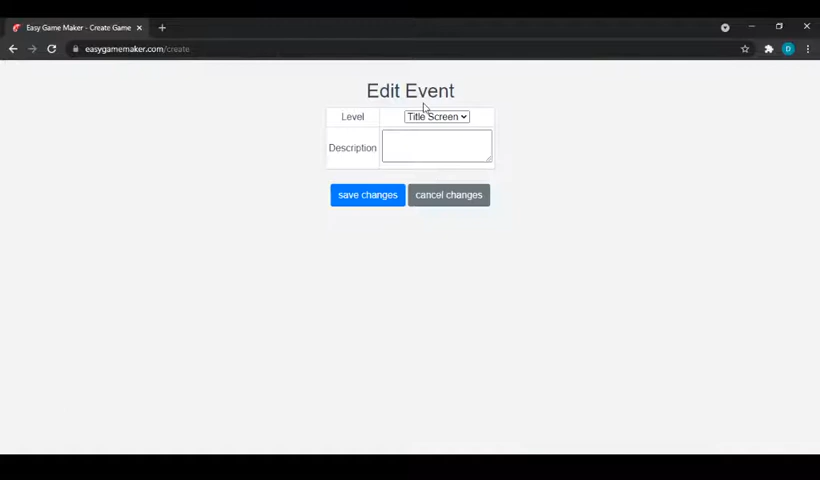 Easy Game Maker - Create Game
easygamemaker.com/create
D
Edit Event
Level
Title Screen
Description
save changes
cancel changes